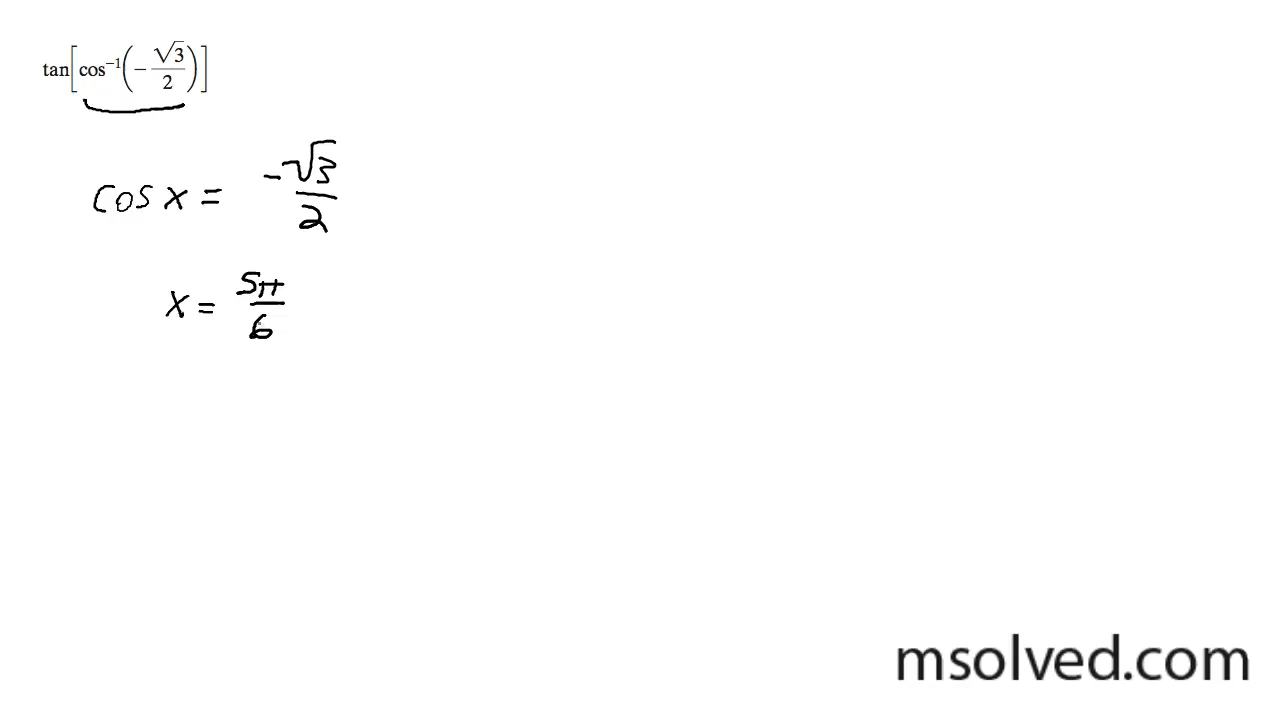 tan[cos⁻¹(−√3/2)]
cos x = -√3/2
x = 5π/6
msolved.com